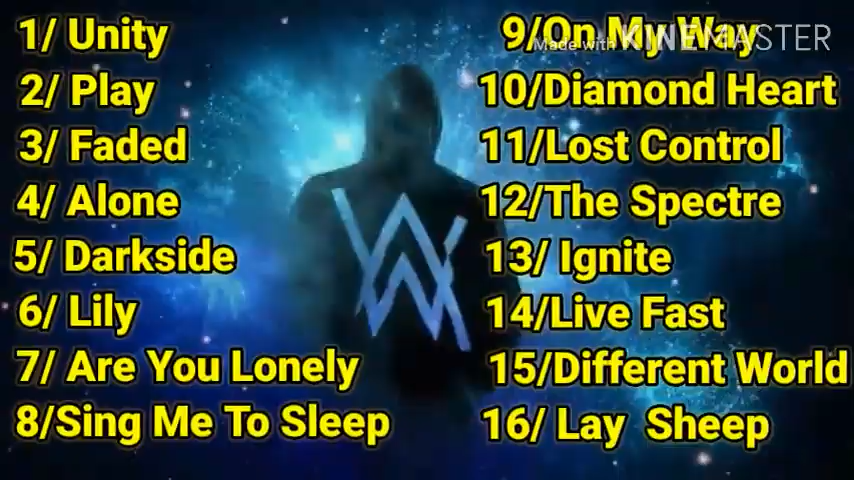 1/ Unity
2/ Play
3/ Faded
4/ Alone
5/ Darkside
6/ Lily
7/ Are You Lonely
8/Sing Me To Sleep
9/On My Way
Made with KINEMASTER
10/Diamond Heart
11/Lost Control
12/The Spectre
13/ Ignite
14/Live Fast
15/Different World
16/ Lay Sheep